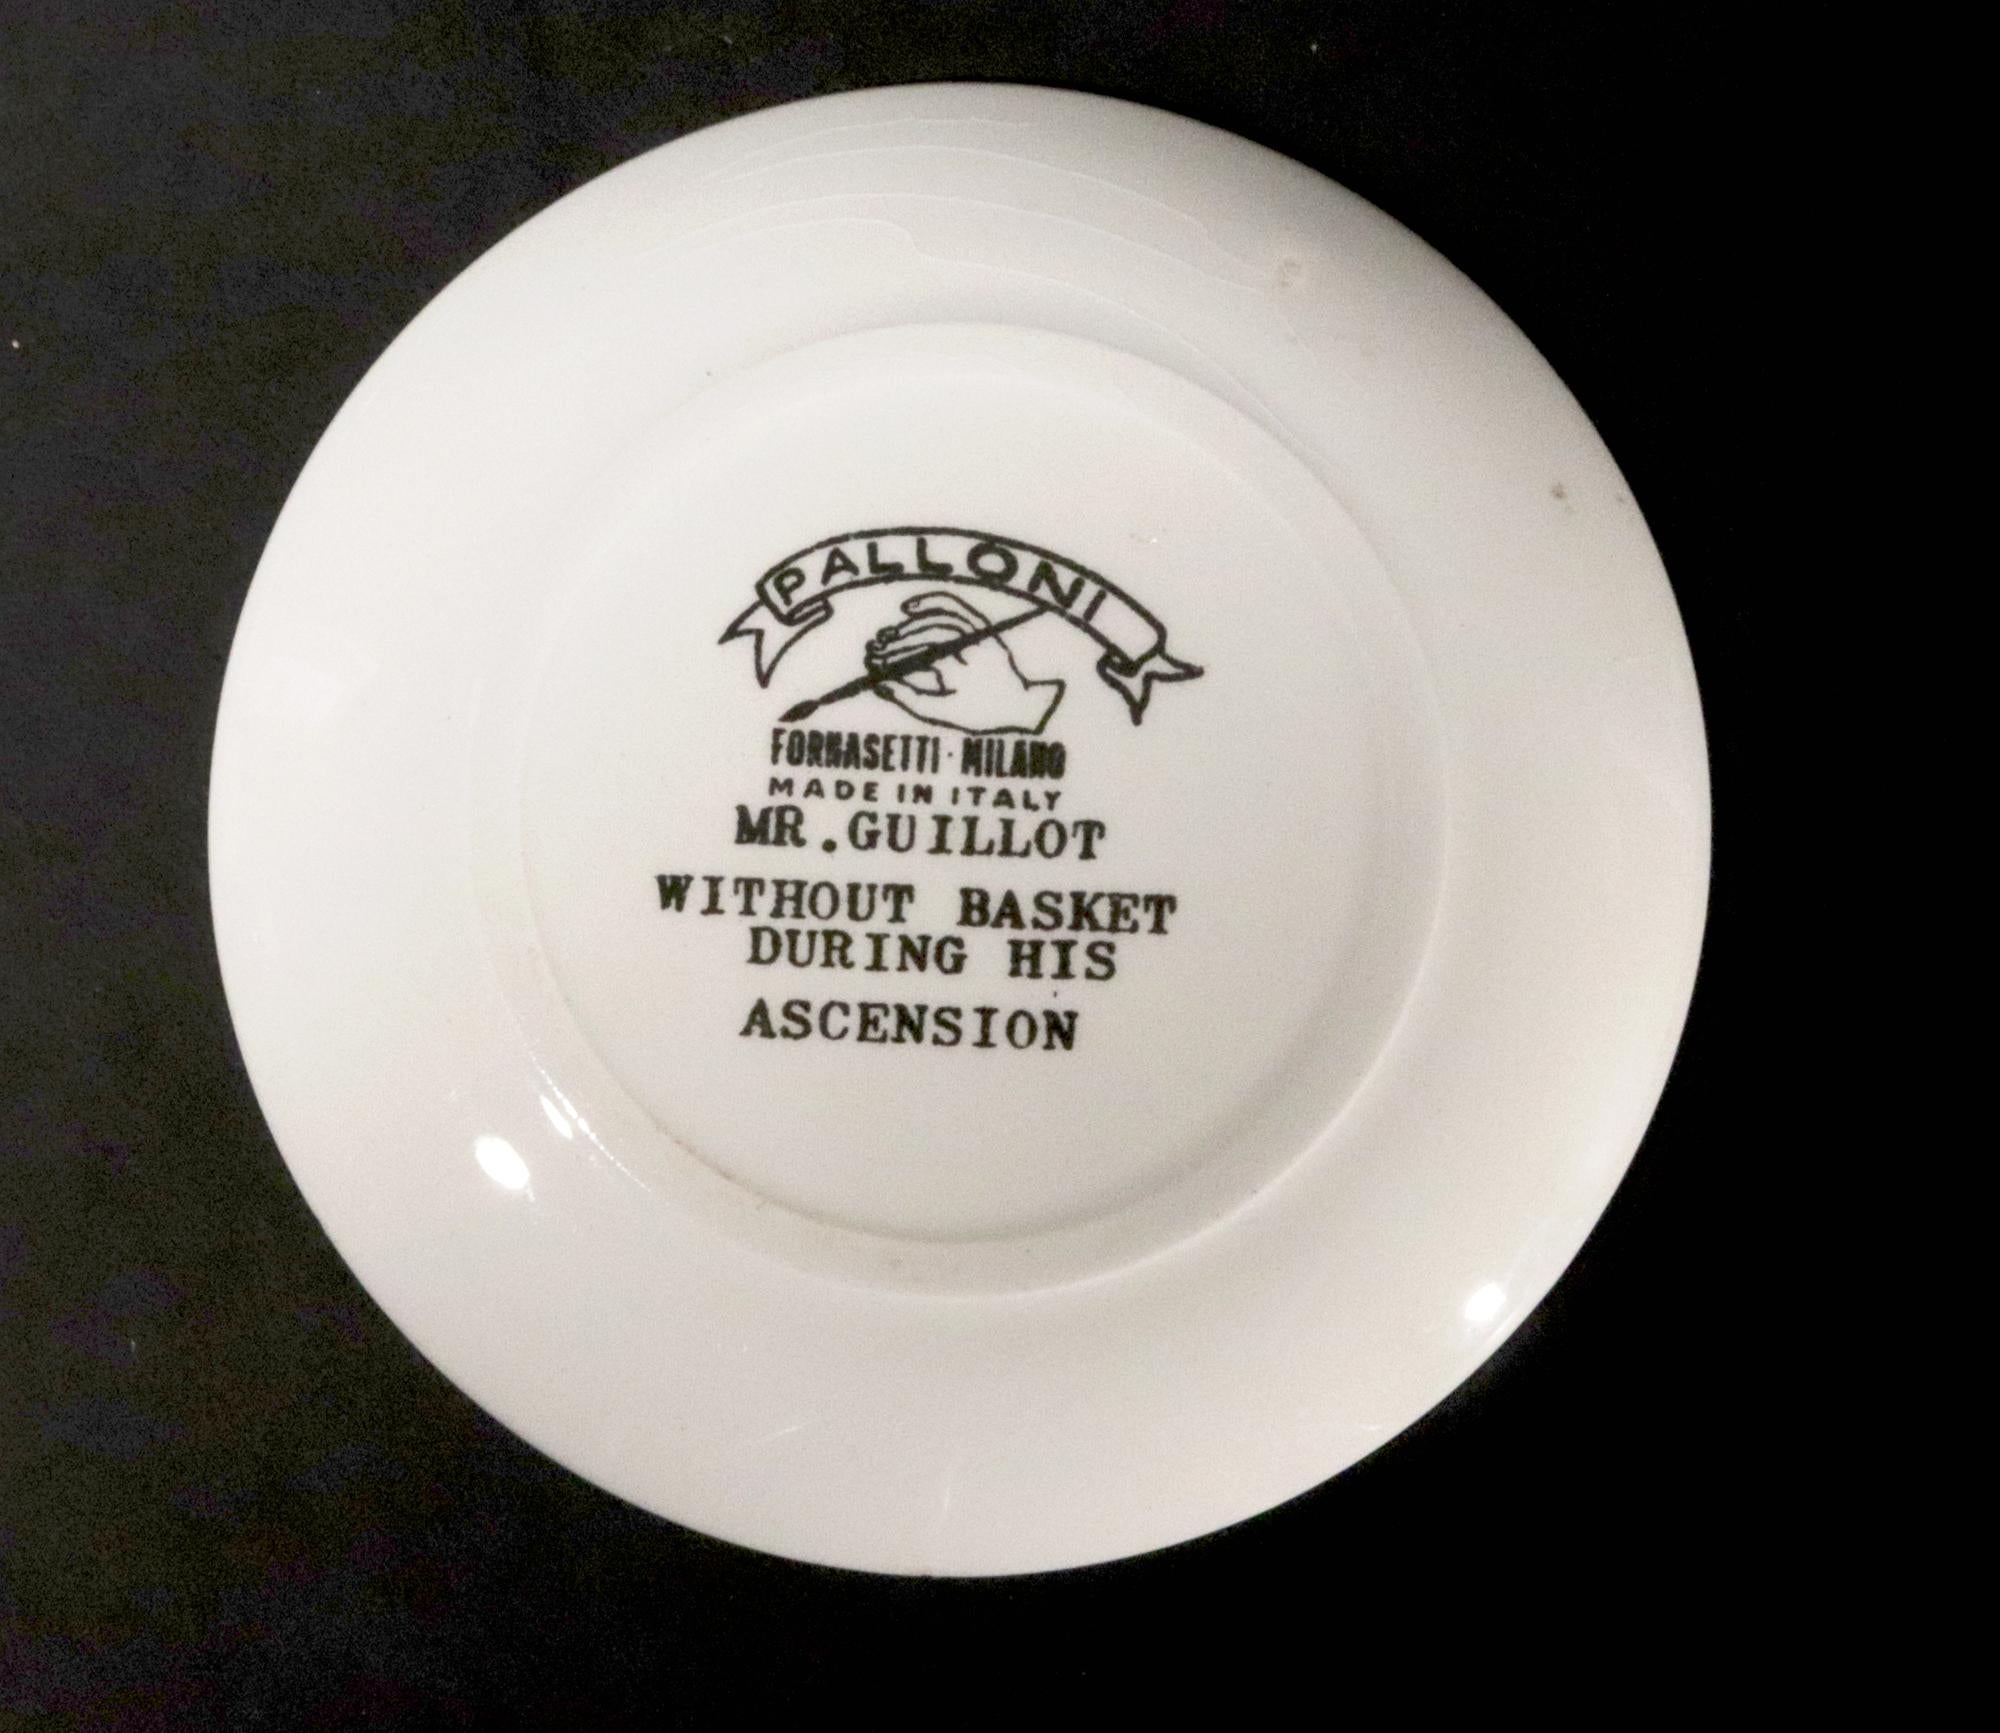 PALLONI
FORNASETTI · MILANO
MADE IN ITALY
MR.GUILLOT
WITHOUT BASKET
DURING HIS
ASCENSION